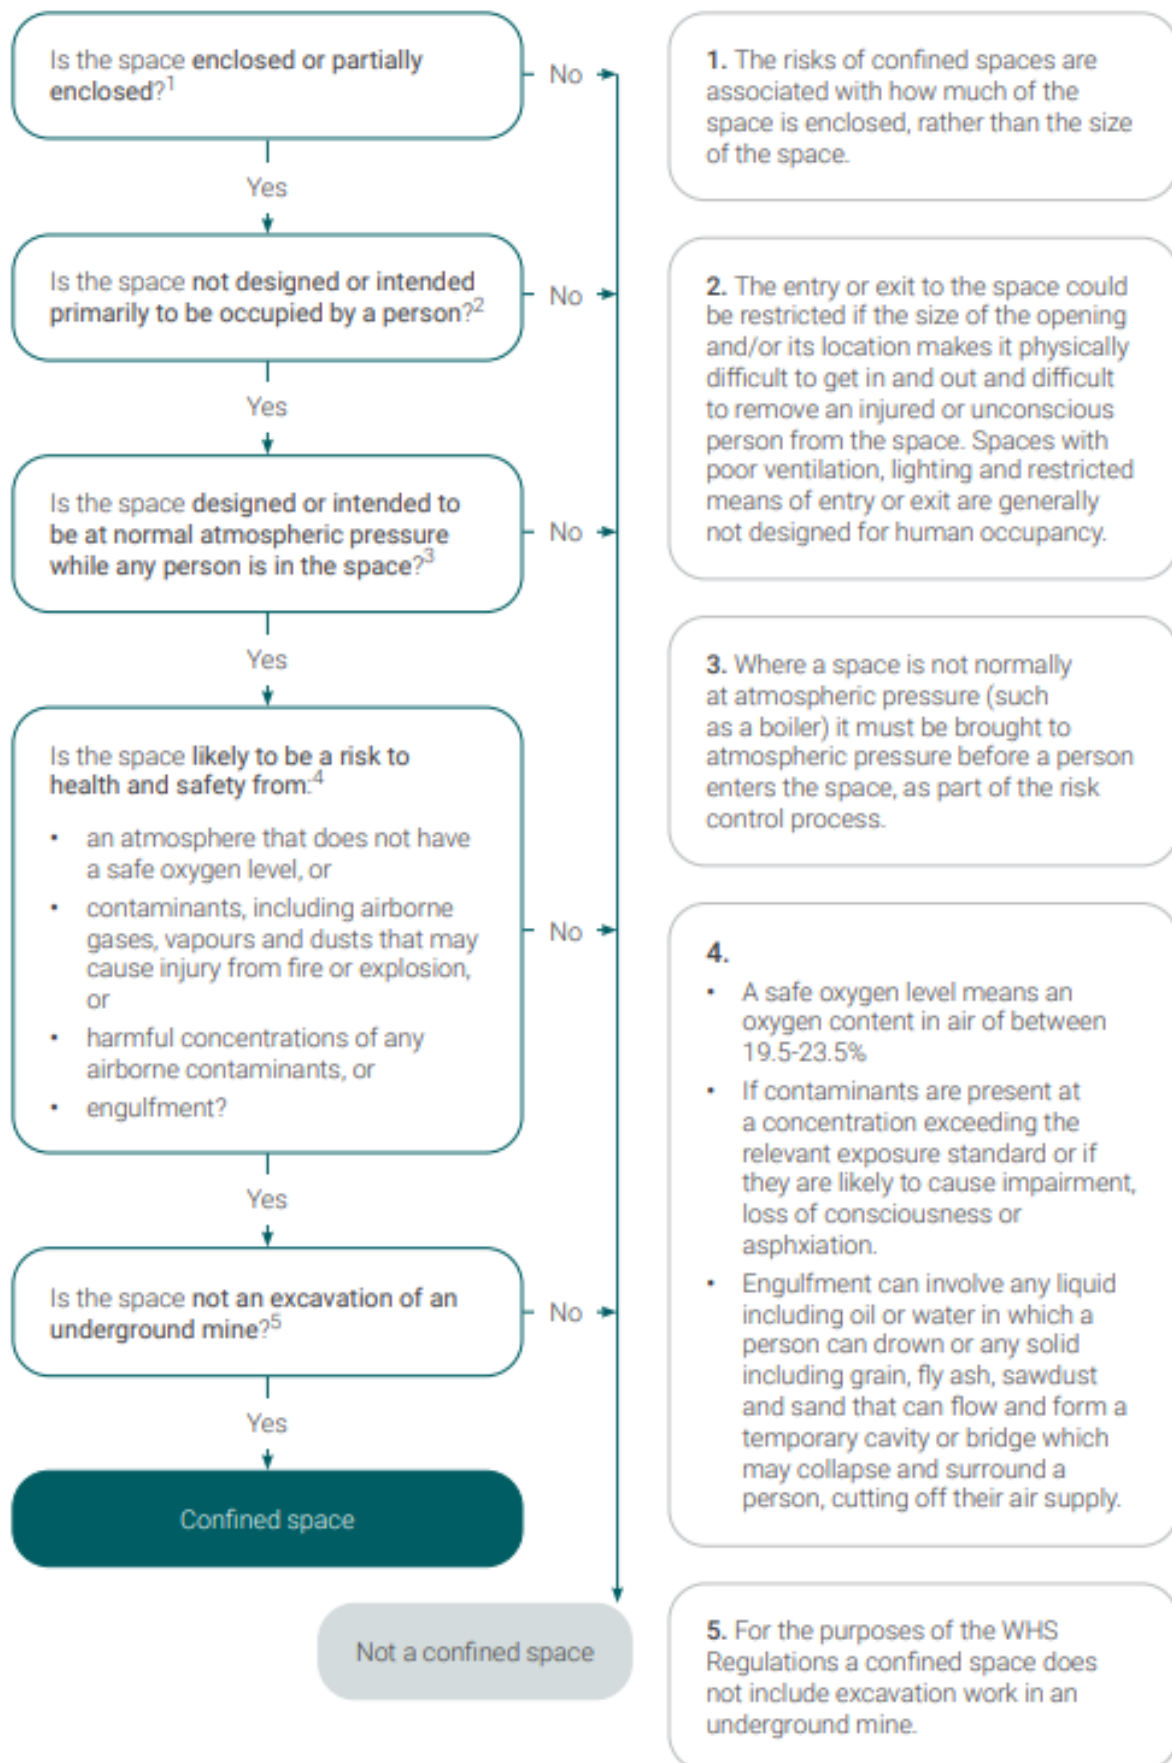 Is the space enclosed or partially
enclosed?1
No
Yes
Is the space not designed or intended
primarily to be occupied by a person?2
No
Yes
Is the space designed or intended to
be at normal atmospheric pressure
while any person is in the space?3
No
Yes
Is the space likely to be a risk to
health and safety from:4
• an atmosphere that does not have
a safe oxygen level, or
• contaminants, including airborne
gases, vapours and dusts that may
cause injury from fire or explosion,
or
• harmful concentrations of any
airborne contaminants, or
• engulfment?
No
Yes
Is the space not an excavation of an
underground mine?5
No
Yes
Confined space
Not a confined space
1. The risks of confined spaces are
associated with how much of the
space is enclosed, rather than the size
of the space.
2. The entry or exit to the space could
be restricted if the size of the opening
and/or its location makes it physically
difficult to get in and out and difficult
to remove an injured or unconscious
person from the space. Spaces with
poor ventilation, lighting and restricted
means of entry or exit are generally
not designed for human occupancy.
3. Where a space is not normally
at atmospheric pressure (such
as a boiler) it must be brought to
atmospheric pressure before a person
enters the space, as part of the risk
control process.
4.
• A safe oxygen level means an
oxygen content in air of between
19.5-23.5%
• If contaminants are present at
a concentration exceeding the
relevant exposure standard or if
they are likely to cause impairment,
loss of consciousness or
asphxiation.
• Engulfment can involve any liquid
including oil or water in which a
person can drown or any solid
including grain, fly ash, sawdust
and sand that can flow and form a
temporary cavity or bridge which
may collapse and surround a
person, cutting off their air supply.
5. For the purposes of the WHS
Regulations a confined space does
not include excavation work in an
underground mine.